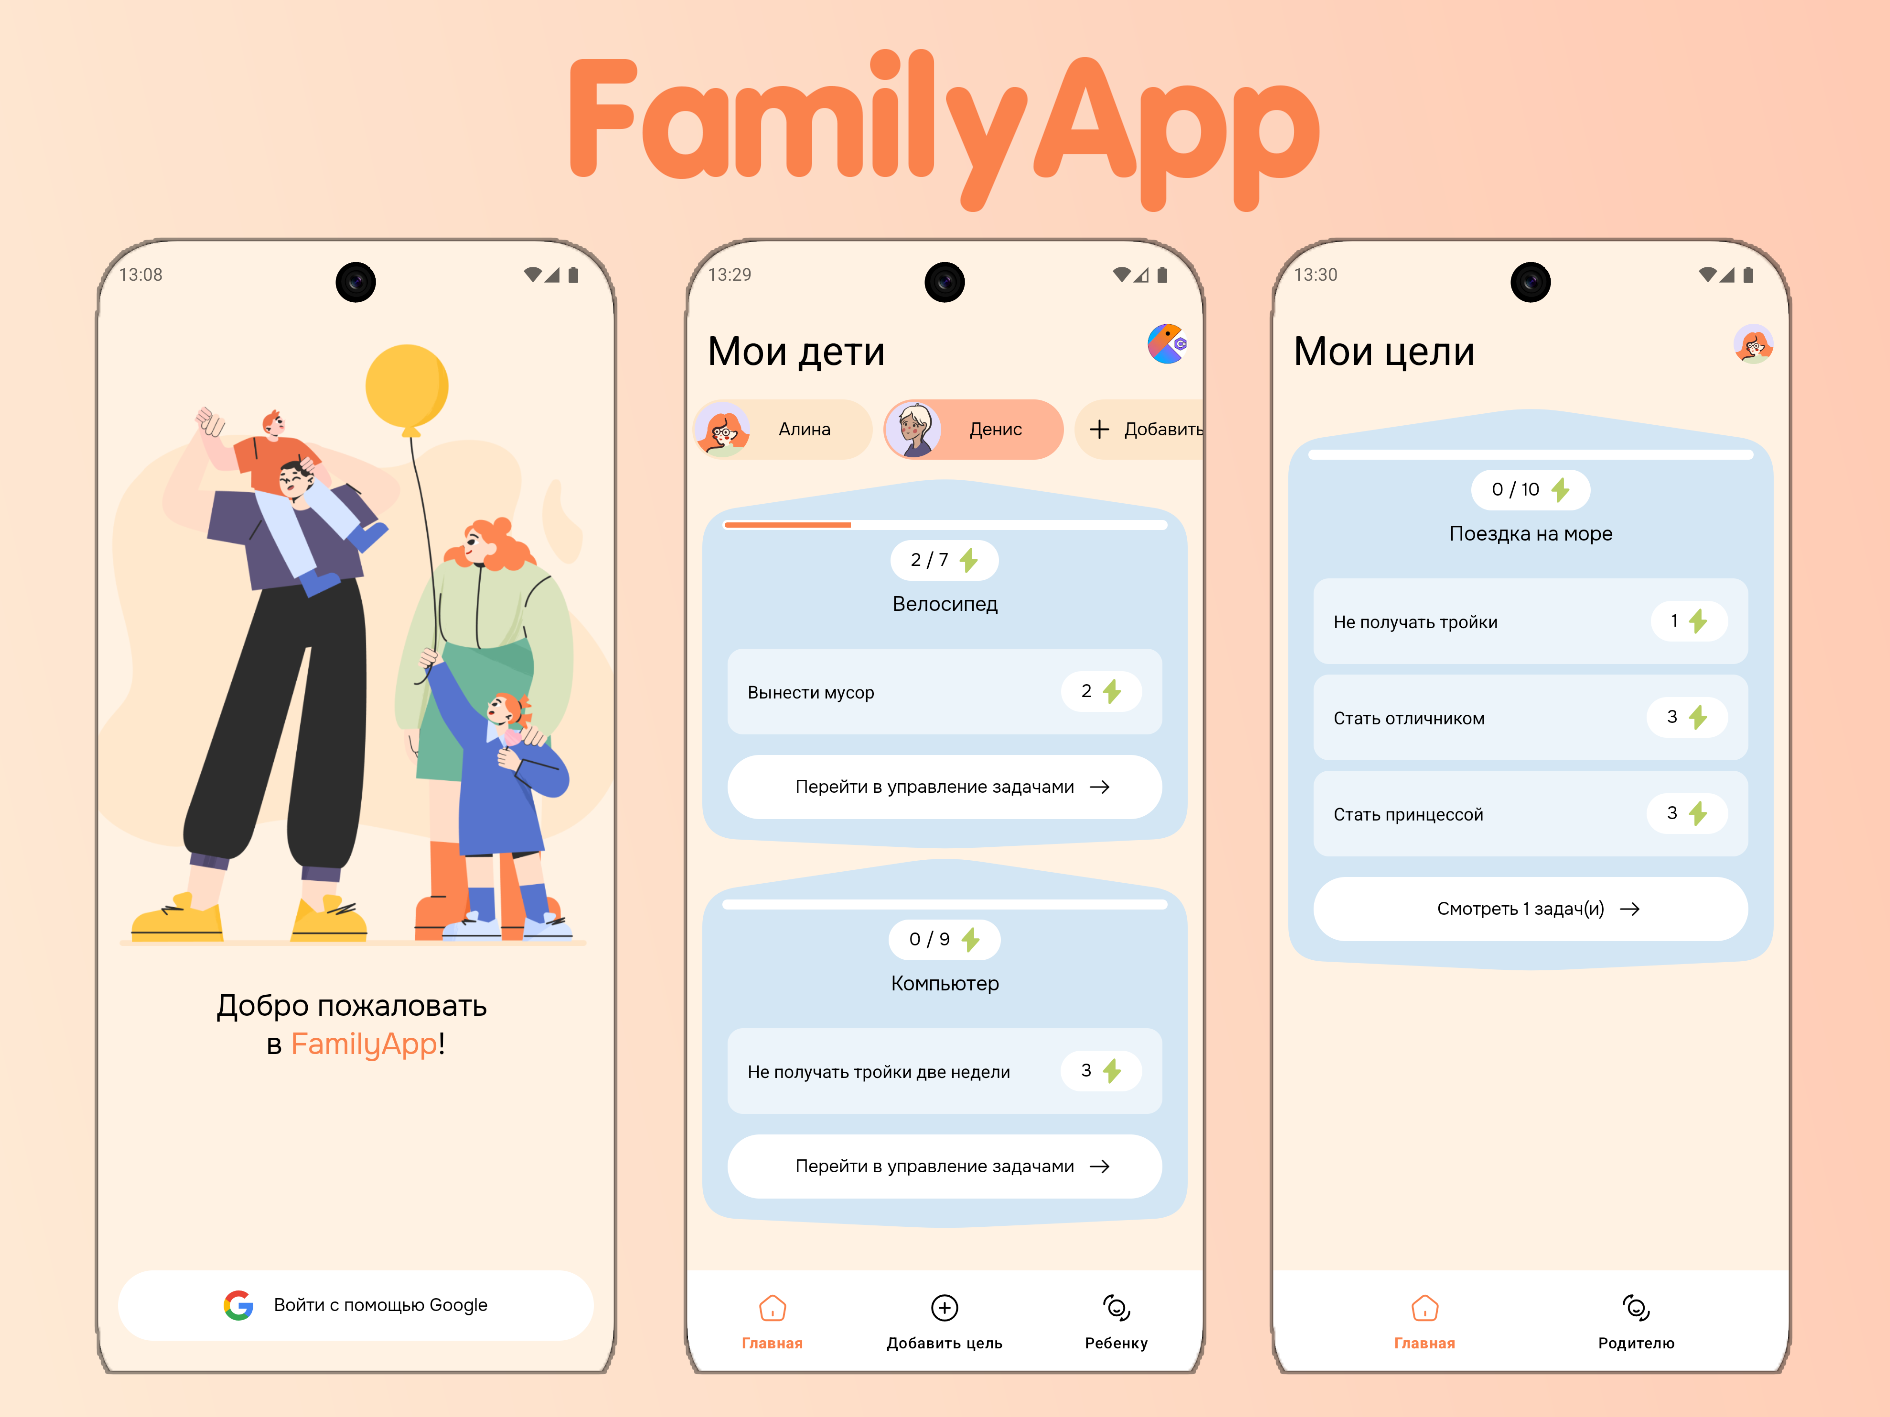 FamilyApp
13:08
Добро пожаловать
в FamilyApp!
Войти с помощью Google
13:29
Мои дети
Алина
Денис
+ Добавить
2 / 7
Велосипед
Вынести мусор
2
Перейти в управление задачами →
0 / 9
Компьютер
Не получать тройки две недели
3
Перейти в управление задачами →
Главная
Добавить цель
Ребенку
13:30
Мои цели
0 / 10
Поездка на море
Не получать тройки
1
Стать отличником
3
Стать принцессой
3
Смотреть 1 задач(и) →
Главная
Родителю